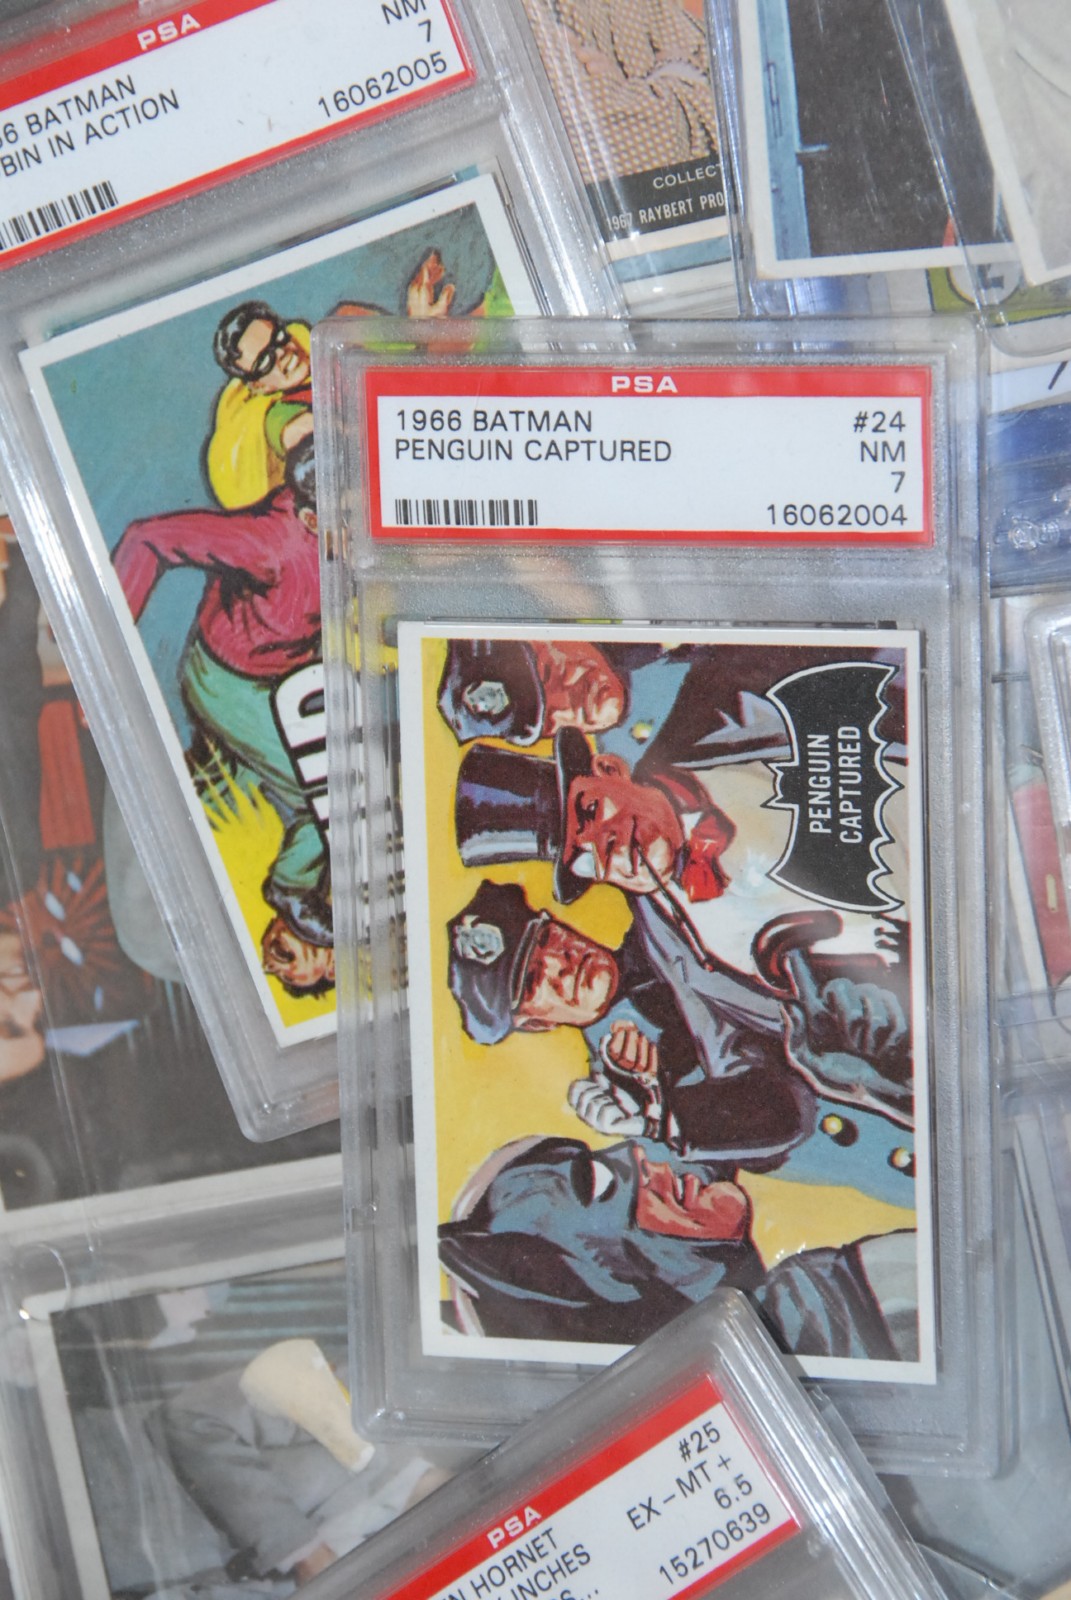 PSA
66 BATMAN
BIN IN ACTION
NM
7
16062005
COLLECT
1967 RAYBERT PRO
PSA
1966 BATMAN
PENGUIN CAPTURED
#24
NM
7
16062004
PENGUIN
CAPTURED
PSA
N HORNET
INCHES
#25
EX-MT+
6.5
15270639